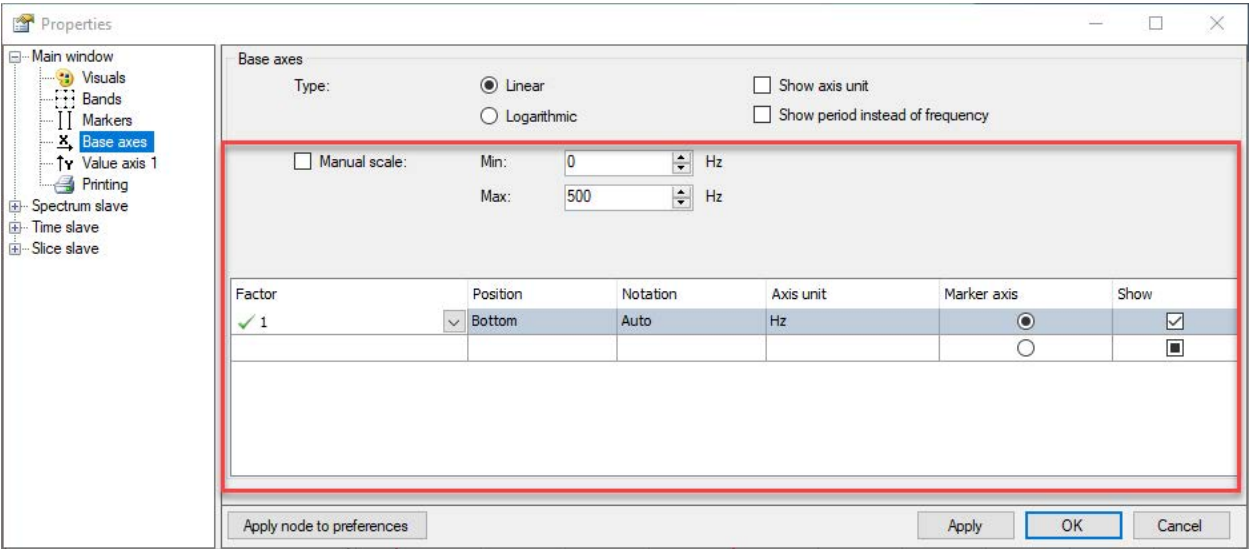 Properties
Main window
Visuals
Bands
Markers
Base axes
Value axis 1
Printing
Spectrum slave
Time slave
Slice slave
Base axes
Type:
Linear
Logarithmic
Show axis unit
Show period instead of frequency
Manual scale:
Min: 0 Hz
Max: 500 Hz
Factor Position Notation Axis unit Marker axis Show
1 Bottom Auto Hz
Apply node to preferences
Apply OK Cancel